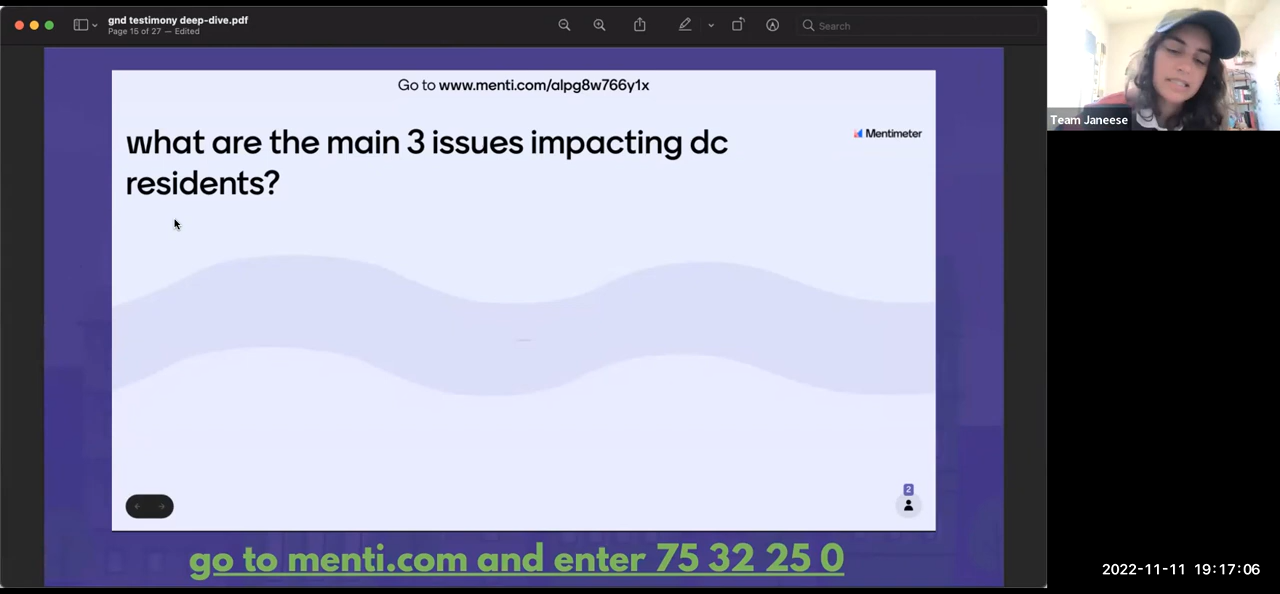 gnd testimony deep-dive.pdf
Page 15 of 27 — Edited
Search
Go to www.menti.com/alpg8w766y1x
what are the main 3 issues impacting dc
residents?
Mentimeter
2
go to menti.com and enter 75 32 25 0
Team Janeese
2022-11-11 19:17:06